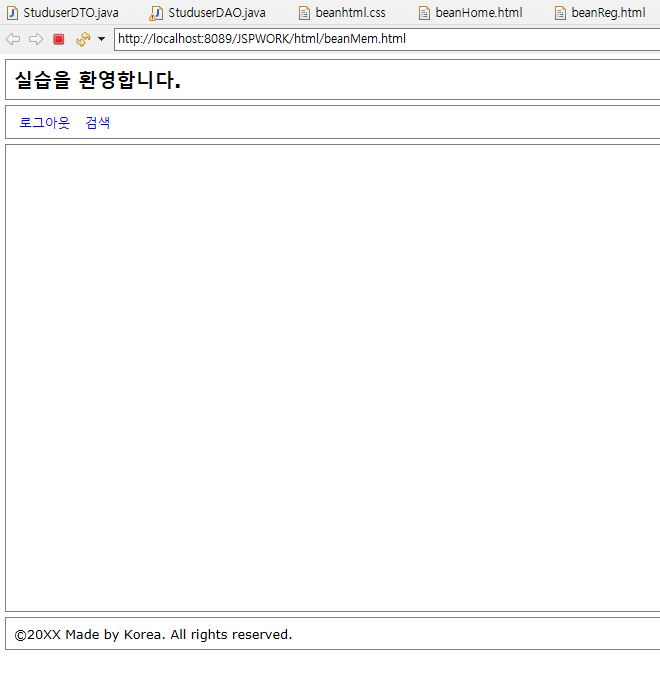 StuduserDTO.java StuduserDAO.java beanhtml.css beanHome.html beanReg.html
http://localhost:8089/JSPWORK/html/beanMem.html
실습을 환영합니다.
로그아웃 검색
©20XX Made by Korea. All rights reserved.